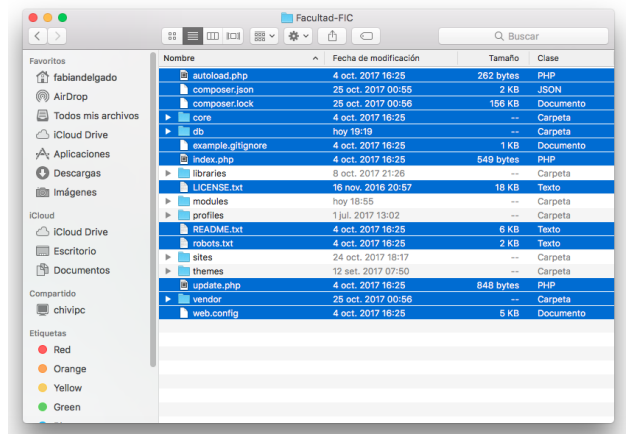 Facultad-FIC
Buscar
Favoritos
fabiandelgado
AirDrop
Todos mis archivos
iCloud Drive
Aplicaciones
Descargas
Imágenes
iCloud
iCloud Drive
Escritorio
Documentos
Compartido
chivipc
Etiquetas
Red
Orange
Yellow
Green
Nombre Fecha de modificación Tamaño Clase
autoload.php 4 oct. 2017 16:25 262 bytes PHP
composer.json 25 oct. 2017 00:55 2 KB JSON
composer.lock 25 oct. 2017 00:56 156 KB Documento
core 4 oct. 2017 16:25 -- Carpeta
db hoy 19:19 -- Carpeta
example.gitignore 4 oct. 2017 16:25 1 KB Documento
index.php 4 oct. 2017 16:25 549 bytes PHP
libraries 8 oct. 2017 21:26 -- Carpeta
LICENSE.txt 16 nov. 2016 20:57 18 KB Texto
modules hoy 18:55 -- Carpeta
profiles 1 jul. 2017 13:02 -- Carpeta
README.txt 4 oct. 2017 16:25 6 KB Texto
robots.txt 4 oct. 2017 16:25 2 KB Texto
sites 24 oct. 2017 18:17 -- Carpeta
themes 12 set. 2017 07:50 -- Carpeta
update.php 4 oct. 2017 16:25 848 bytes PHP
vendor 25 oct. 2017 00:56 -- Carpeta
web.config 4 oct. 2017 16:25 5 KB Documento